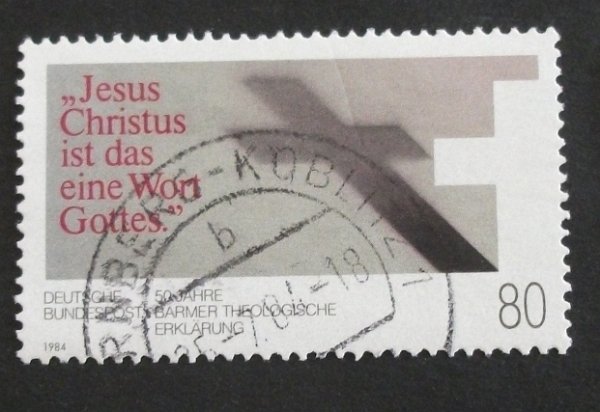 „Jesus
Christus
ist das
eine Wort
Gottes.“
DEUTSCHE
BUNDESPOST
50 JAHRE
BARMER THEOLOGISCHE
ERKLÄRUNG
80
1984
b